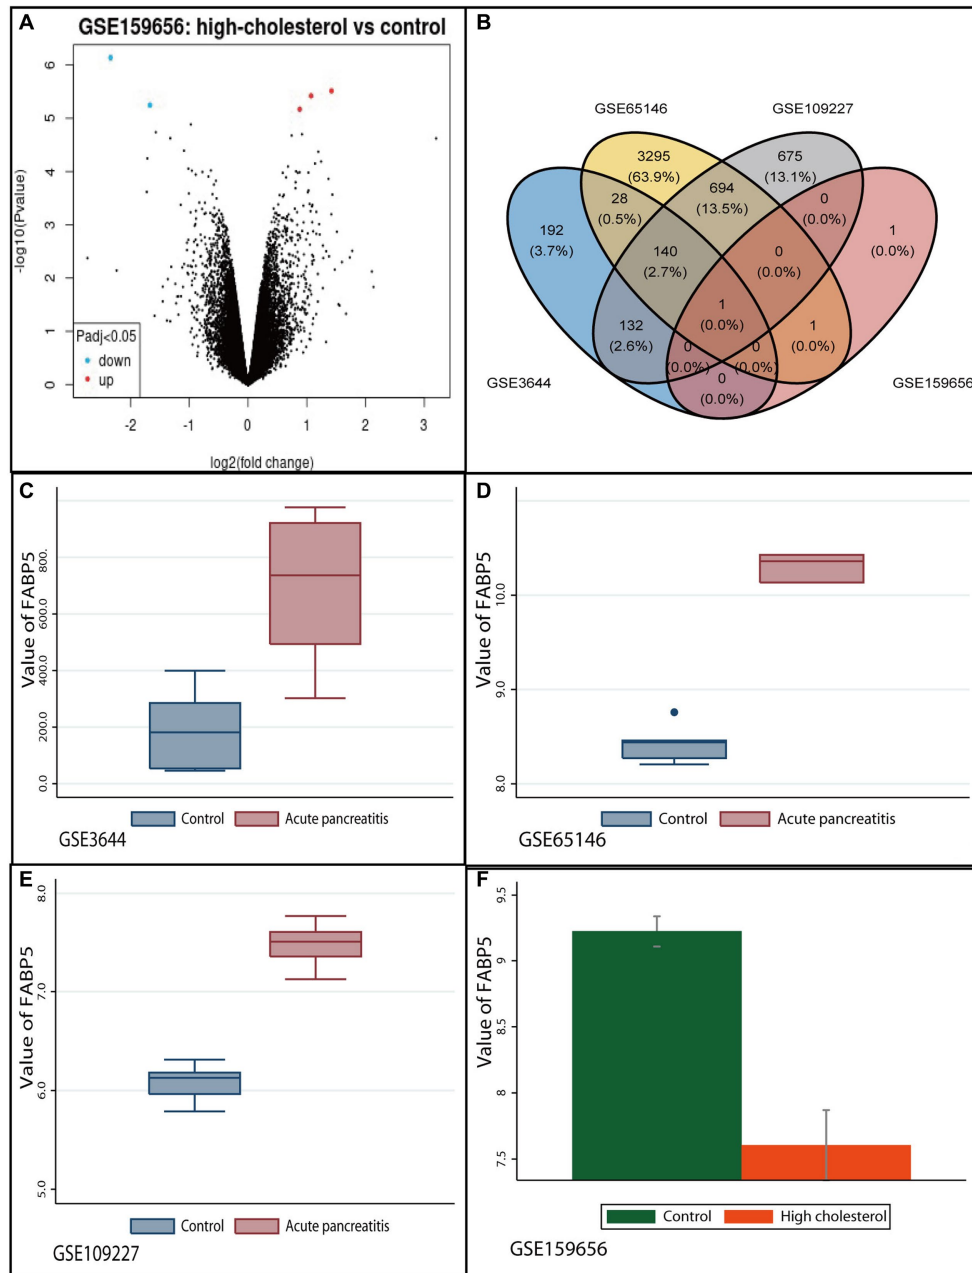 A
GSE159656: high-cholesterol vs control
-log10(Pvalue)
6
5
4
3
2
1
0
Padj<0.05
down
up
-2
-1
0
1
2
3
log2(fold change)
B
GSE65146
GSE109227
3295
(63.9%)
675
(13.1%)
28
(0.5%)
694
(13.5%)
0
(0.0%)
192
(3.7%)
1
(0.0%)
140
(2.7%)
0
(0.0%)
1
(0.0%)
132
(2.6%)
1
(0.0%)
0
(0.0%)
0
(0.0%)
0
(0.0%)
GSE3644
GSE159656
C
Value of FABP5
800.
600.0
400.0
200.0
0.0
Control
Acute pancreatitis
GSE3644
D
Value of FABP5
10.0
9.0
8.0
Control
Acute pancreatitis
GSE65146
E
Value of FABP5
8.0
7.0
6.0
5.0
Control
Acute pancreatitis
GSE109227
F
Value of FABP5
9.5
9
8.5
8
7.5
Control
High cholesterol
GSE159656